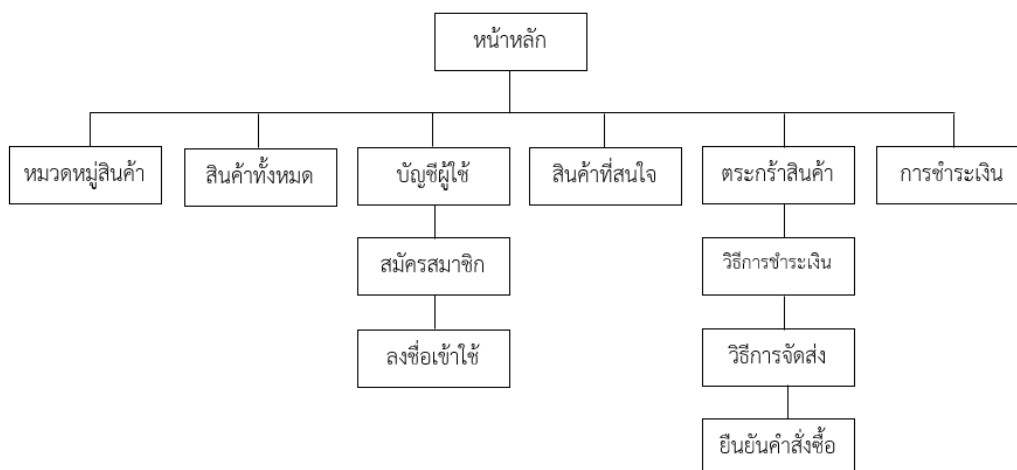 หน้าหลัก
หมวดหมู่สินค้า
สินค้าทั้งหมด
บัญชีผู้ใช้
สินค้าที่สนใจ
ตระกร้าสินค้า
การชำระเงิน
สมัครสมาชิก
วิธีการชำระเงิน
ลงชื่อเข้าใช้
วิธีการจัดส่ง
ยืนยันคำสั่งซื้อ